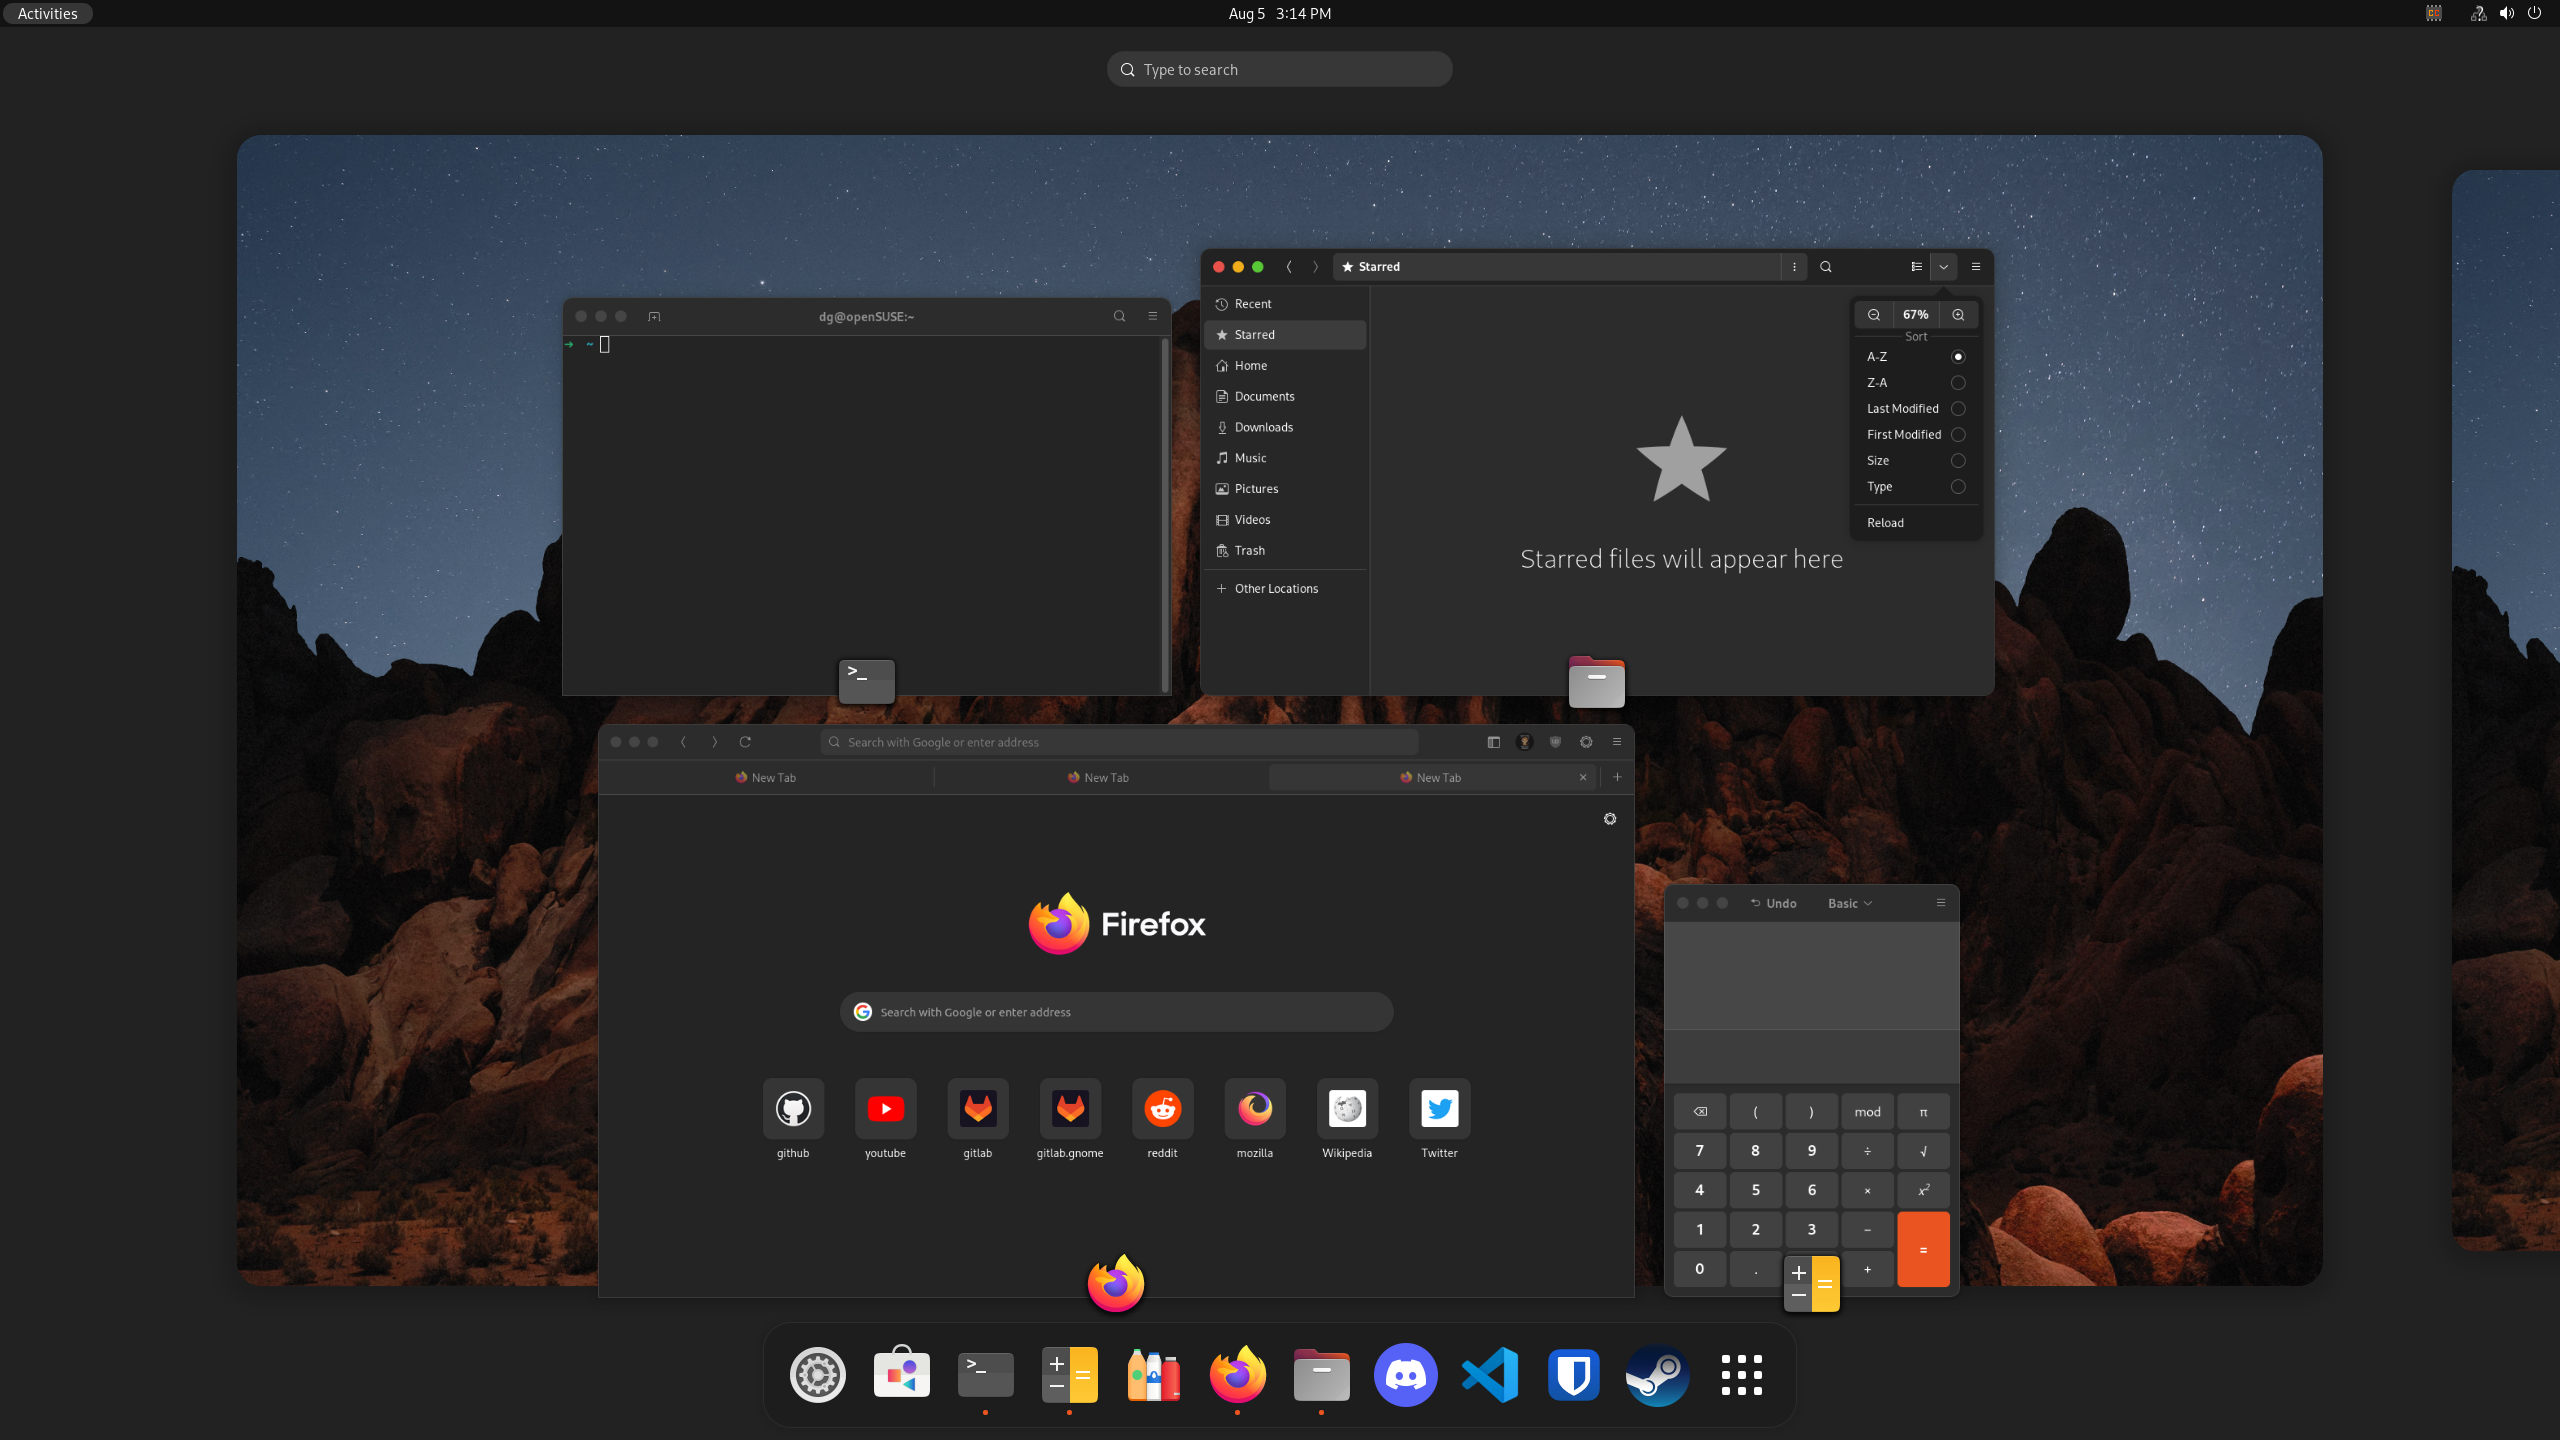 Activities
Aug 5 3:14 PM
Type to search
dg@openSUSE:~
➜ ~
Starred
Recent
Starred
Home
Documents
Downloads
Music
Pictures
Videos
Trash
Other Locations
67%
Sort
A-Z
Z-A
Last Modified
First Modified
Size
Type
Reload
Starred files will appear here
Search with Google or enter address
New Tab
New Tab
New Tab
Firefox
Search with Google or enter address
github
youtube
gitlab
gitlab.gnome
reddit
mozilla
Wikipedia
Twitter
Undo
Basic
( ) mod π
7 8 9 ÷ √
4 5 6 × x²
1 2 3 −
0 . + =